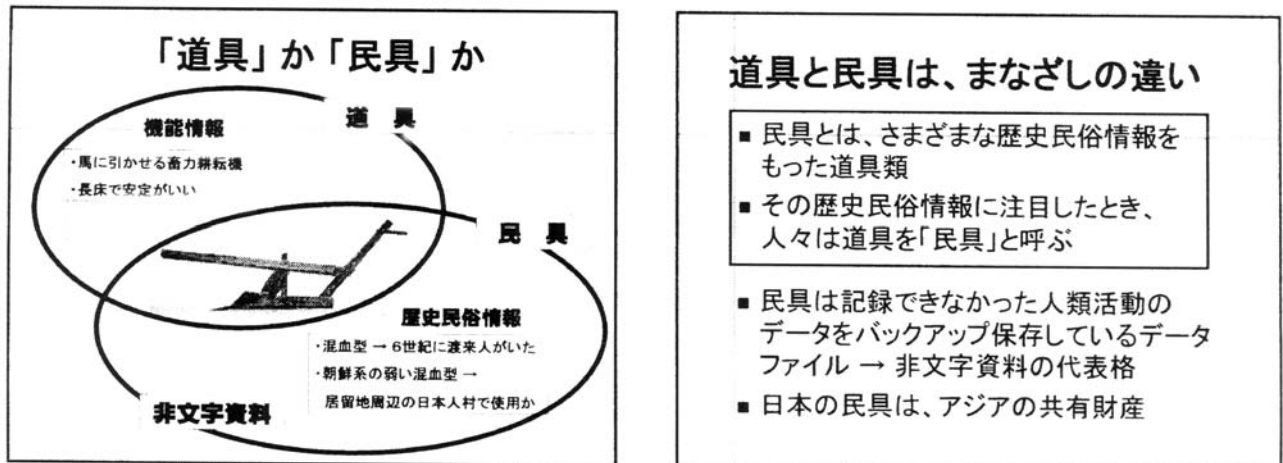 「道具」か「民具」か
道 具
機能情報
・馬に引かせる畜力耕耘機
・長床で安定がいい
民 具
歴史民俗情報
・混血型 → 6世紀に渡来人がいた
・朝鮮系の弱い混血型 →
居留地周辺の日本人村で使用か
非文字資料
道具と民具は、まなざしの違い
■ 民具とは、さまざまな歴史民俗情報を
もった道具類
■ その歴史民俗情報に注目したとき、
人々は道具を「民具」と呼ぶ
■ 民具は記録できなかった人類活動の
データをバックアップ保存しているデータ
ファイル → 非文字資料の代表格
■ 日本の民具は、アジアの共有財産